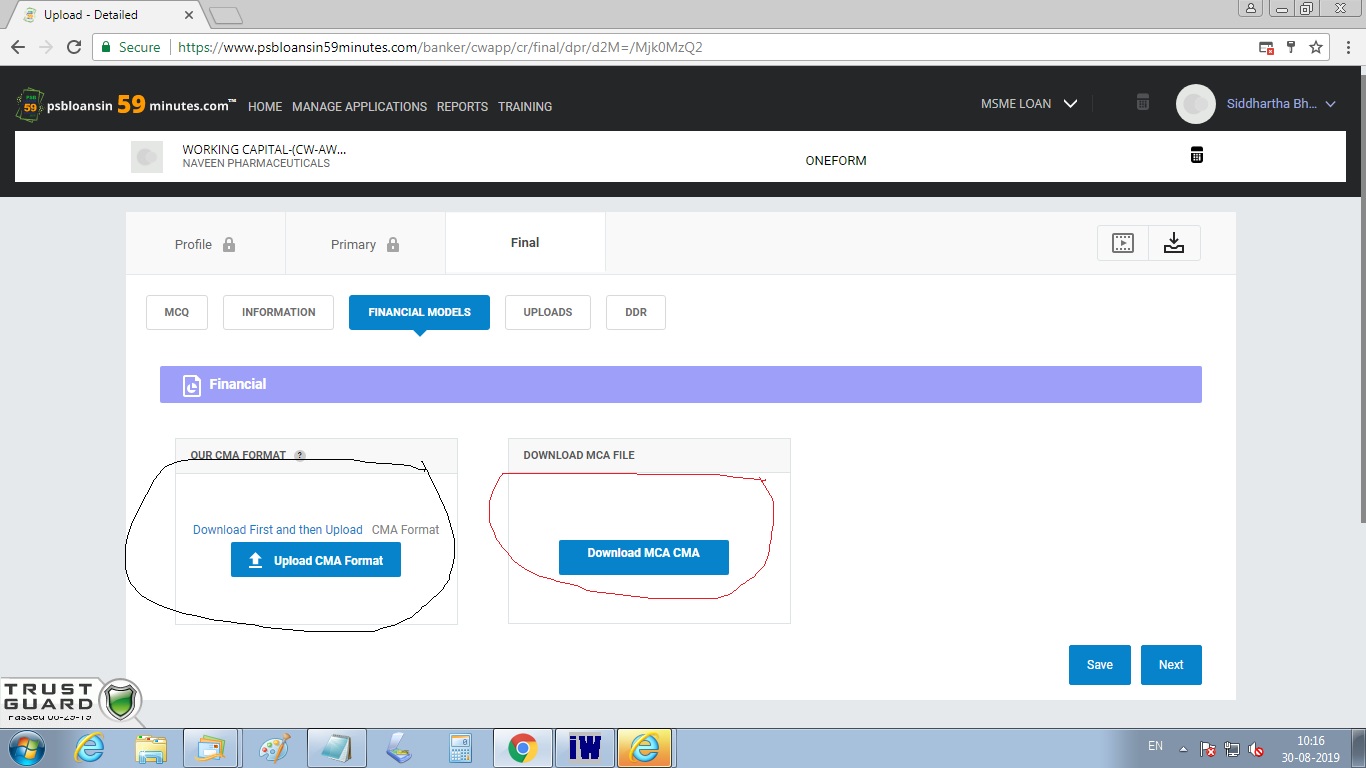 Upload - Detailed
Secure https://www.psbloansin59minutes.com/banker/cwapp/cr/final/dpr/d2M=/Mjk0MzQ2
PSB
59
psbloansin 59 minutes.com™ HOME MANAGE APPLICATIONS REPORTS TRAINING MSME LOAN Siddhartha Bh...
WORKING CAPITAL-(CW-AW...
NAVEEN PHARMACEUTICALS
ONEFORM
Profile Primary Final
MCQ INFORMATION FINANCIAL MODELS UPLOADS DDR
Financial
OUR CMA FORMAT ?
Download First and then Upload CMA Format
Upload CMA Format
DOWNLOAD MCA FILE
Download MCA CMA
Save Next
TRUST
GUARD
Passed 08-29-19
iW
EN
10:16
30-08-2019